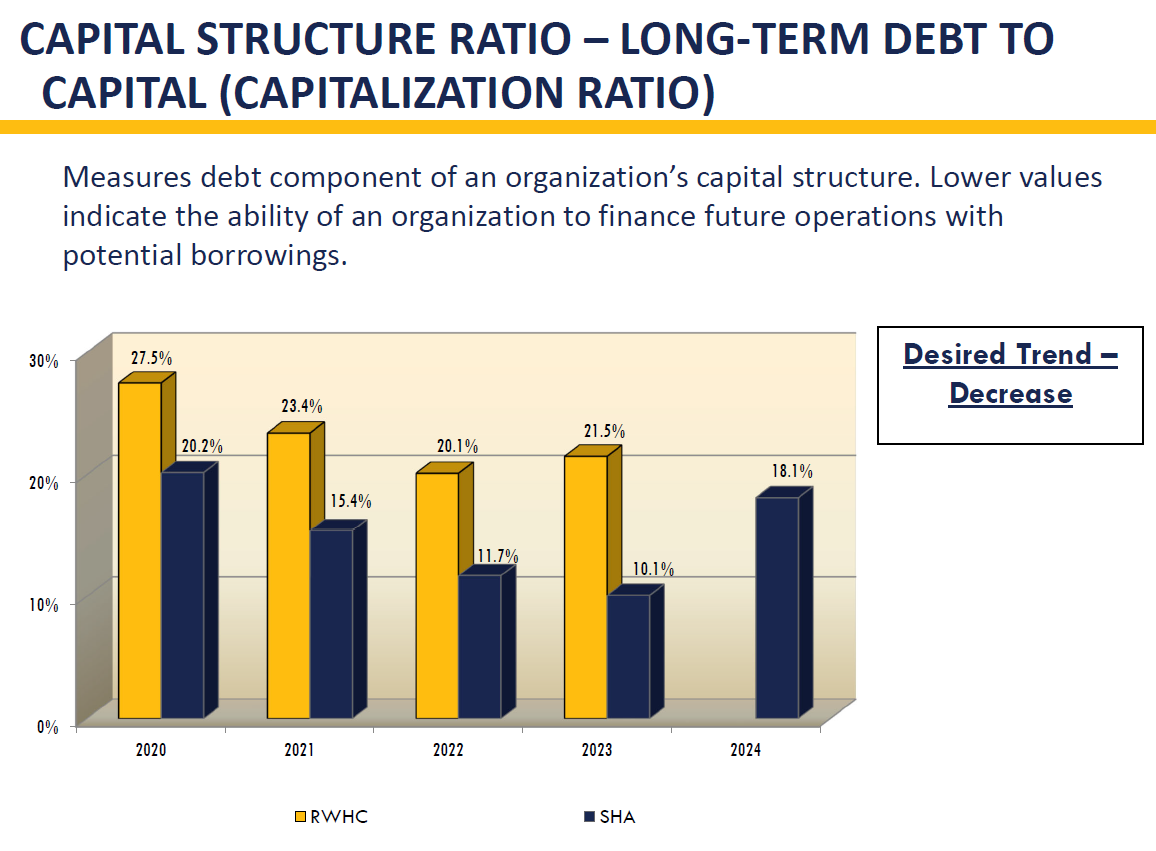 CAPITAL STRUCTURE RATIO – LONG-TERM DEBT TO
CAPITAL (CAPITALIZATION RATIO)
Measures debt component of an organization’s capital structure. Lower values
indicate the ability of an organization to finance future operations with
potential borrowings.
Desired Trend –
Decrease
30%
20%
10%
0%
27.5%
20.2%
23.4%
15.4%
20.1%
11.7%
21.5%
10.1%
18.1%
2020 2021 2022 2023 2024
RWHC SHA